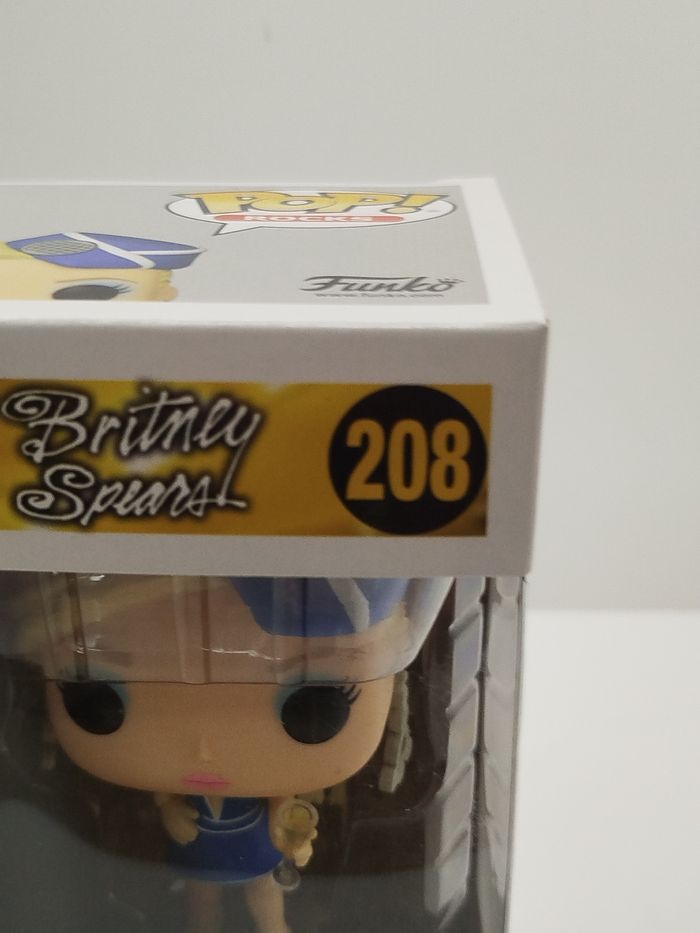 POP!
ROCKS
Funko
www.funko.com
Britney
Spears
208